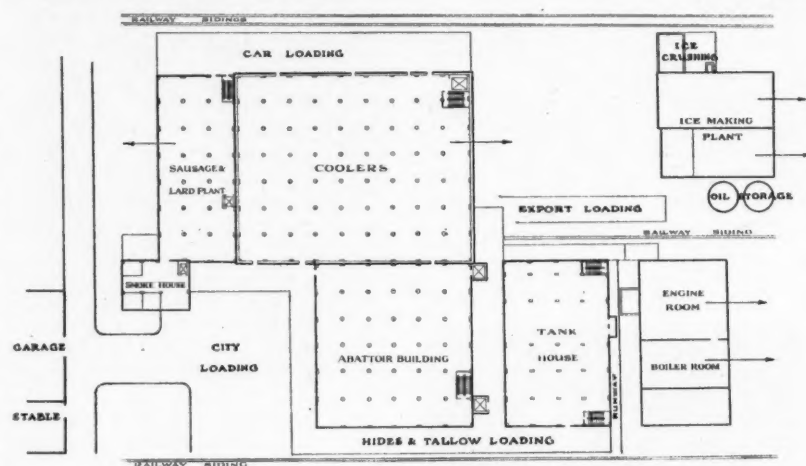 RAILWAY SIDINGS
CAR LOADING
ICE
CRUSHING
ICE MAKING
PLANT
SAUSAGE &
LARD PLANT
COOLERS
OIL STORAGE
EXPORT LOADING
RAILWAY SIDING
SMOKE HOUSE
ENGINE
ROOM
GARAGE
CITY
LOADING
ABATTOIR BUILDING
TANK
HOUSE
BOILER ROOM
STABLE
HIDES & TALLOW LOADING
RAILWAY SIDING